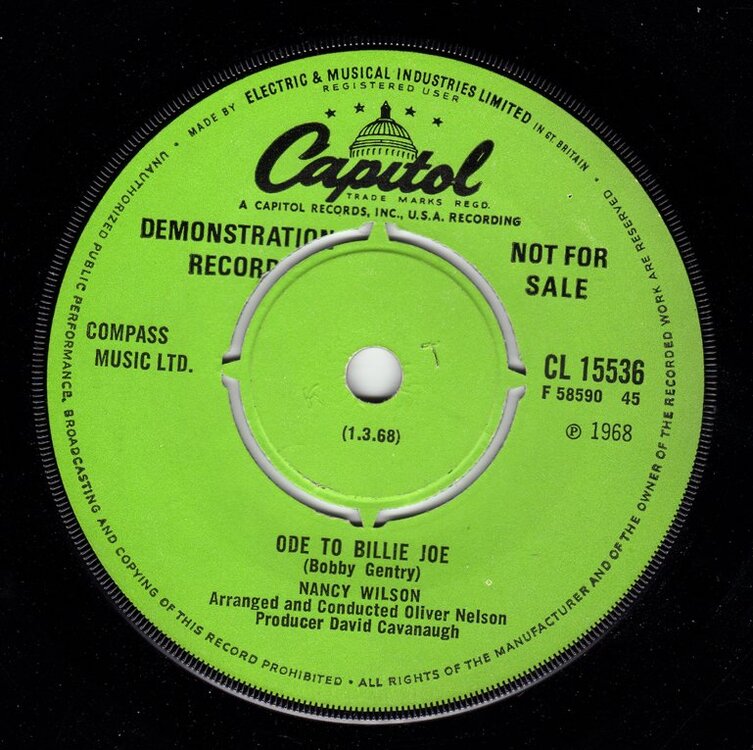 MADE BY ELECTRIC & MUSICAL INDUSTRIES LIMITED IN GT BRITAIN •
REGISTERED USER
Capitol
TRADE MARKS REGD.
A CAPITOL RECORDS, INC., U.S.A. RECORDING
DEMONSTRATION
RECORD
NOT FOR
SALE
COMPASS
MUSIC LTD.
T
CL 15536
F 58590 45
℗ 1968
(1.3.68)
ODE TO BILLIE JOE
(Bobby Gentry)
NANCY WILSON
Arranged and Conducted Oliver Nelson
Producer David Cavanaugh
UNAUTHORIZED PUBLIC PERFORMANCE, BROADCASTING AND COPYING OF THIS RECORD PROHIBITED • ALL RIGHTS OF THE MANUFACTURER AND OF THE OWNER OF THE RECORDED WORK ARE RESERVED •